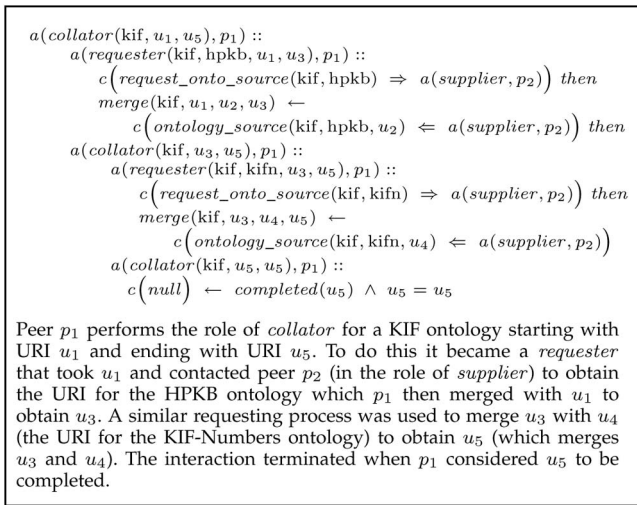 a(collator(kif, u₁, u₅), p₁) ::
a(requester(kif, hpkb, u₁, u₃), p₁) ::
c(request_onto_source(kif, hpkb) ⇒ a(supplier, p₂)) then
merge(kif, u₁, u₂, u₃) ←
c(ontology_source(kif, hpkb, u₂) ⇐ a(supplier, p₂)) then
a(collator(kif, u₃, u₅), p₁) ::
a(requester(kif, kifn, u₃, u₅), p₁) ::
c(request_onto_source(kif, kifn) ⇒ a(supplier, p₂)) then
merge(kif, u₃, u₄, u₅) ←
c(ontology_source(kif, kifn, u₄) ⇐ a(supplier, p₂))
a(collator(kif, u₅, u₅), p₁) ::
c(null) ← completed(u₅) ∧ u₅ = u₅
Peer p₁ performs the role of collator for a KIF ontology starting with
URI u₁ and ending with URI u₅. To do this it became a requester
that took u₁ and contacted peer p₂ (in the role of supplier) to obtain
the URI for the HPKB ontology which p₁ then merged with u₁ to
obtain u₃. A similar requesting process was used to merge u₃ with u₄
(the URI for the KIF-Numbers ontology) to obtain u₅ (which merges
u₃ and u₄). The interaction terminated when p₁ considered u₅ to be
completed.